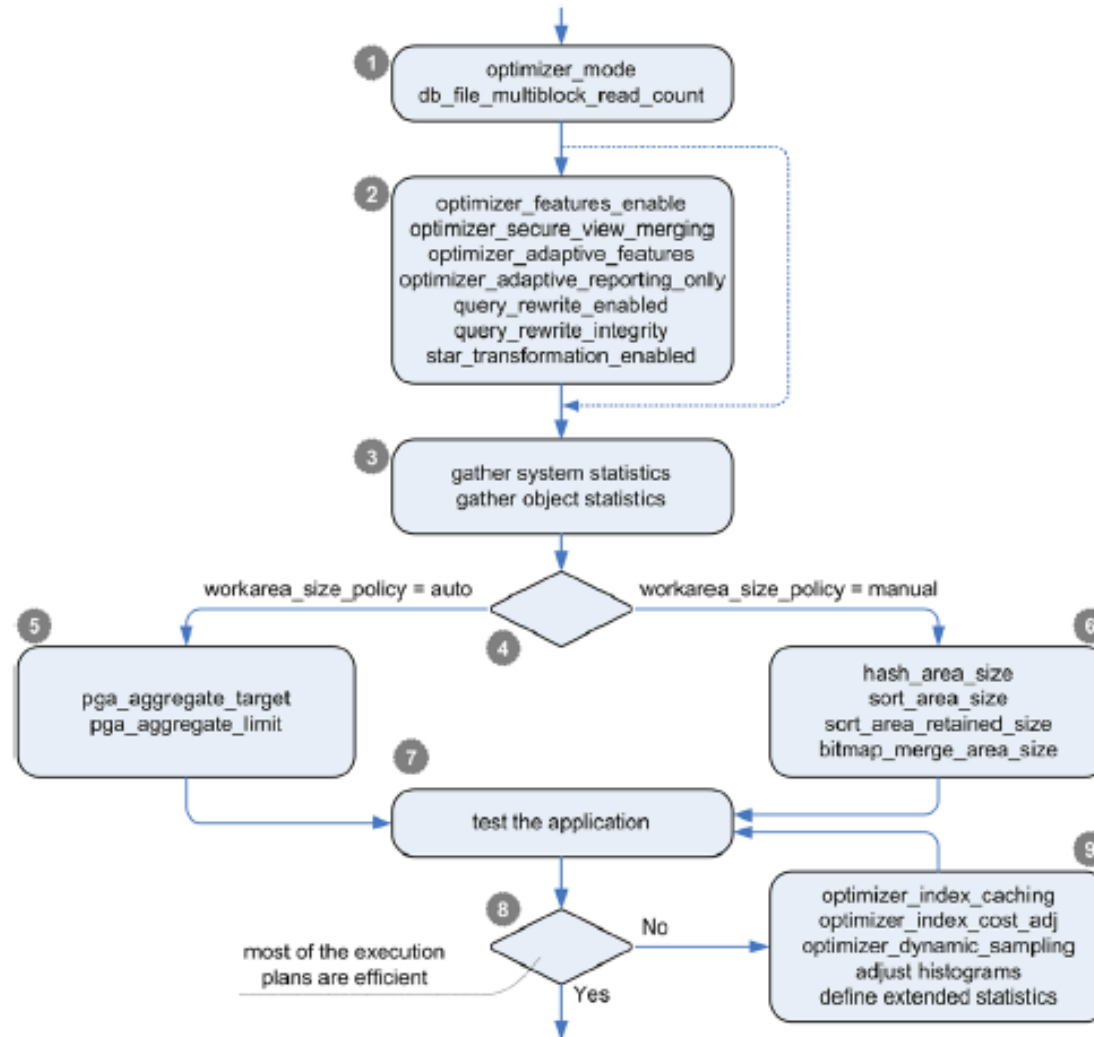 1
optimizer_mode
db_file_multiblock_read_count
2
optimizer_features_enable
optimizer_secure_view_merging
optimizer_adaptive_features
optimizer_adaptive_reporting_onlly
query_rewrite_enabled
query_rewrite_integrity
star_transformation_enabled
3
gather system statistics
gather object statistics
workarea_size_policy = auto
workarea_size_policy = manual
4
5
pga_aggregate_target
pga_aggregate_limit
6
hash_area_size
sort_area_size
sort_area_retained_size
bitmap_merge_area_size
7
test the application
8
most of the execution
plans are efficient
No
Yes
9
optimizer_index_caching
optimizer_index_cost_adj
optimizer_dynamic_sampling
adjust histograms
define extended statistics